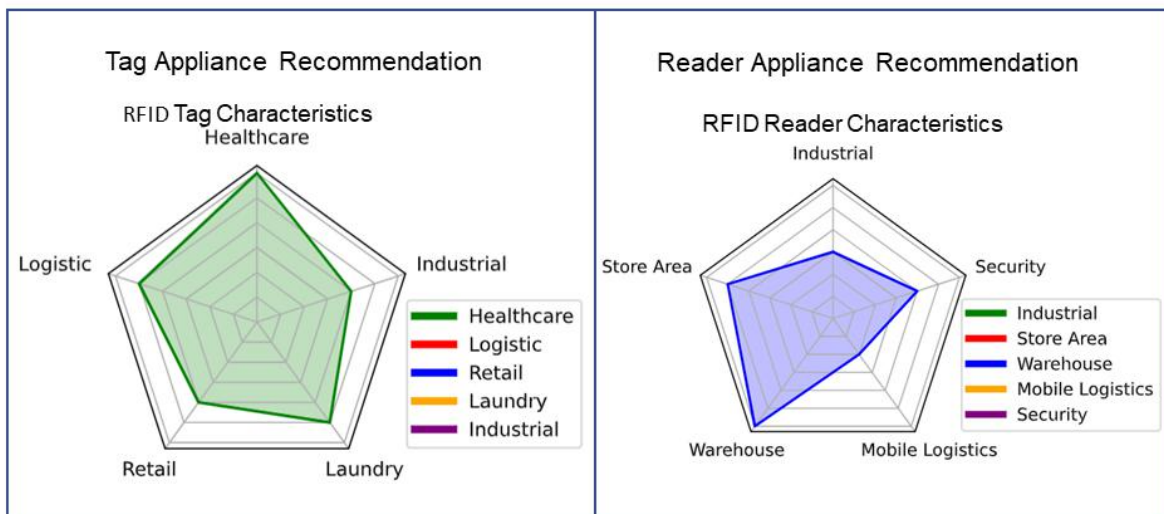 Tag Appliance Recommendation
RFID Tag Characteristics
Healthcare
Logistic
Industrial
Retail
Laundry
Healthcare
Logistic
Retail
Laundry
Industrial
Reader Appliance Recommendation
RFID Reader Characteristics
Industrial
Store Area
Security
Warehouse
Mobile Logistics
Industrial
Store Area
Warehouse
Mobile Logistics
Security